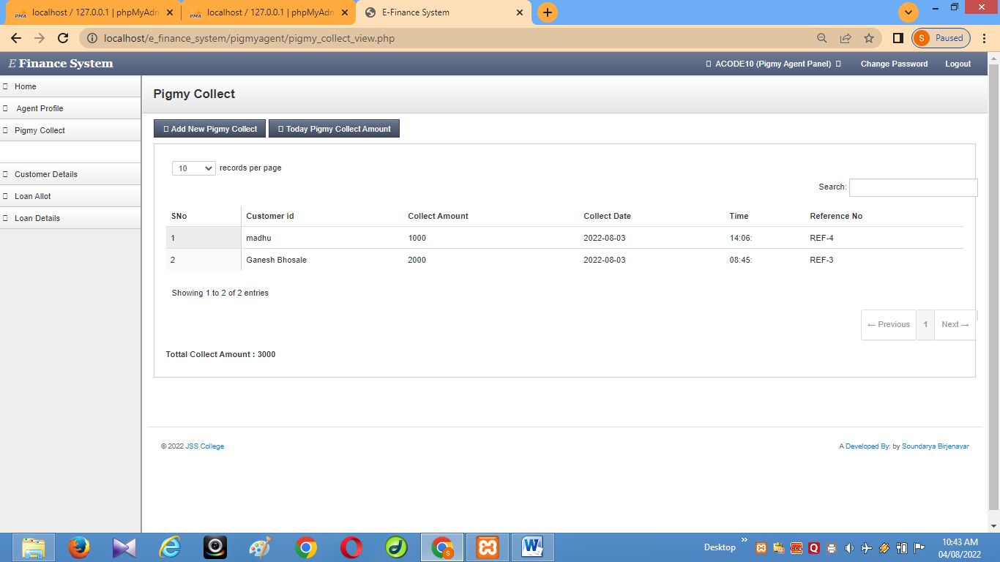 localhost / 127.0.0.1 | phpMyAdm
localhost / 127.0.0.1 | phpMyAdm
E-Finance System
localhost/e_finance_system/pigmyagent/pigmy_collect_view.php
S Paused
E Finance System
ACODE10 (Pigmy Agent Panel)
Change Password
Logout
Home
Agent Profile
Pigmy Collect
Customer Details
Loan Allot
Loan Details
Pigmy Collect
Add New Pigmy Collect
Today Pigmy Collect Amount
10 records per page
Search:
SNo Customer id Collect Amount Collect Date Time Reference No
1 madhu 1000 2022-08-03 14:06: REF-4
2 Ganesh Bhosale 2000 2022-08-03 08:45: REF-3
Showing 1 to 2 of 2 entries
← Previous 1 Next →
Tottal Collect Amount : 3000
© 2022 JSS College
A Developed By: by Soundarya Birjenavar
Desktop
10:43 AM
04/08/2022